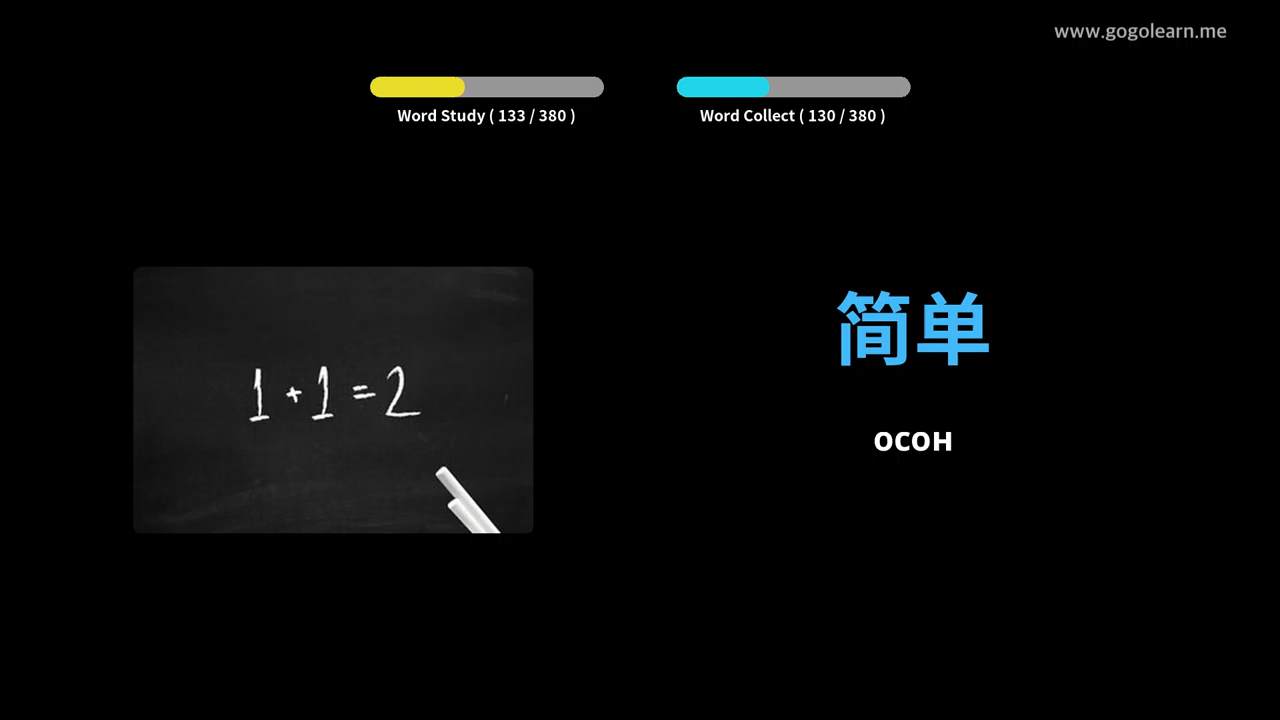 www.gogolearn.me
Word Study ( 133 / 380 )
Word Collect ( 130 / 380 )
1 + 1 = 2
简单
осон